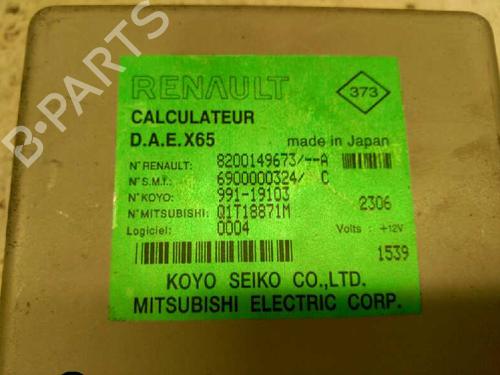 B-PARTS
RENAULT
373
CALCULATEUR
D.A.E.X65
made in Japan
N° RENAULT: 8200149673/--A
N° S.M.I.: 6900000324/ C
N° KOYO: 991-19103
2306
N° MITSUBISHI: Q1T18871M
Logiciel: 0004
Volts : +12V
1539
KOYO SEIKO CO.,LTD.
MITSUBISHI ELECTRIC CORP.